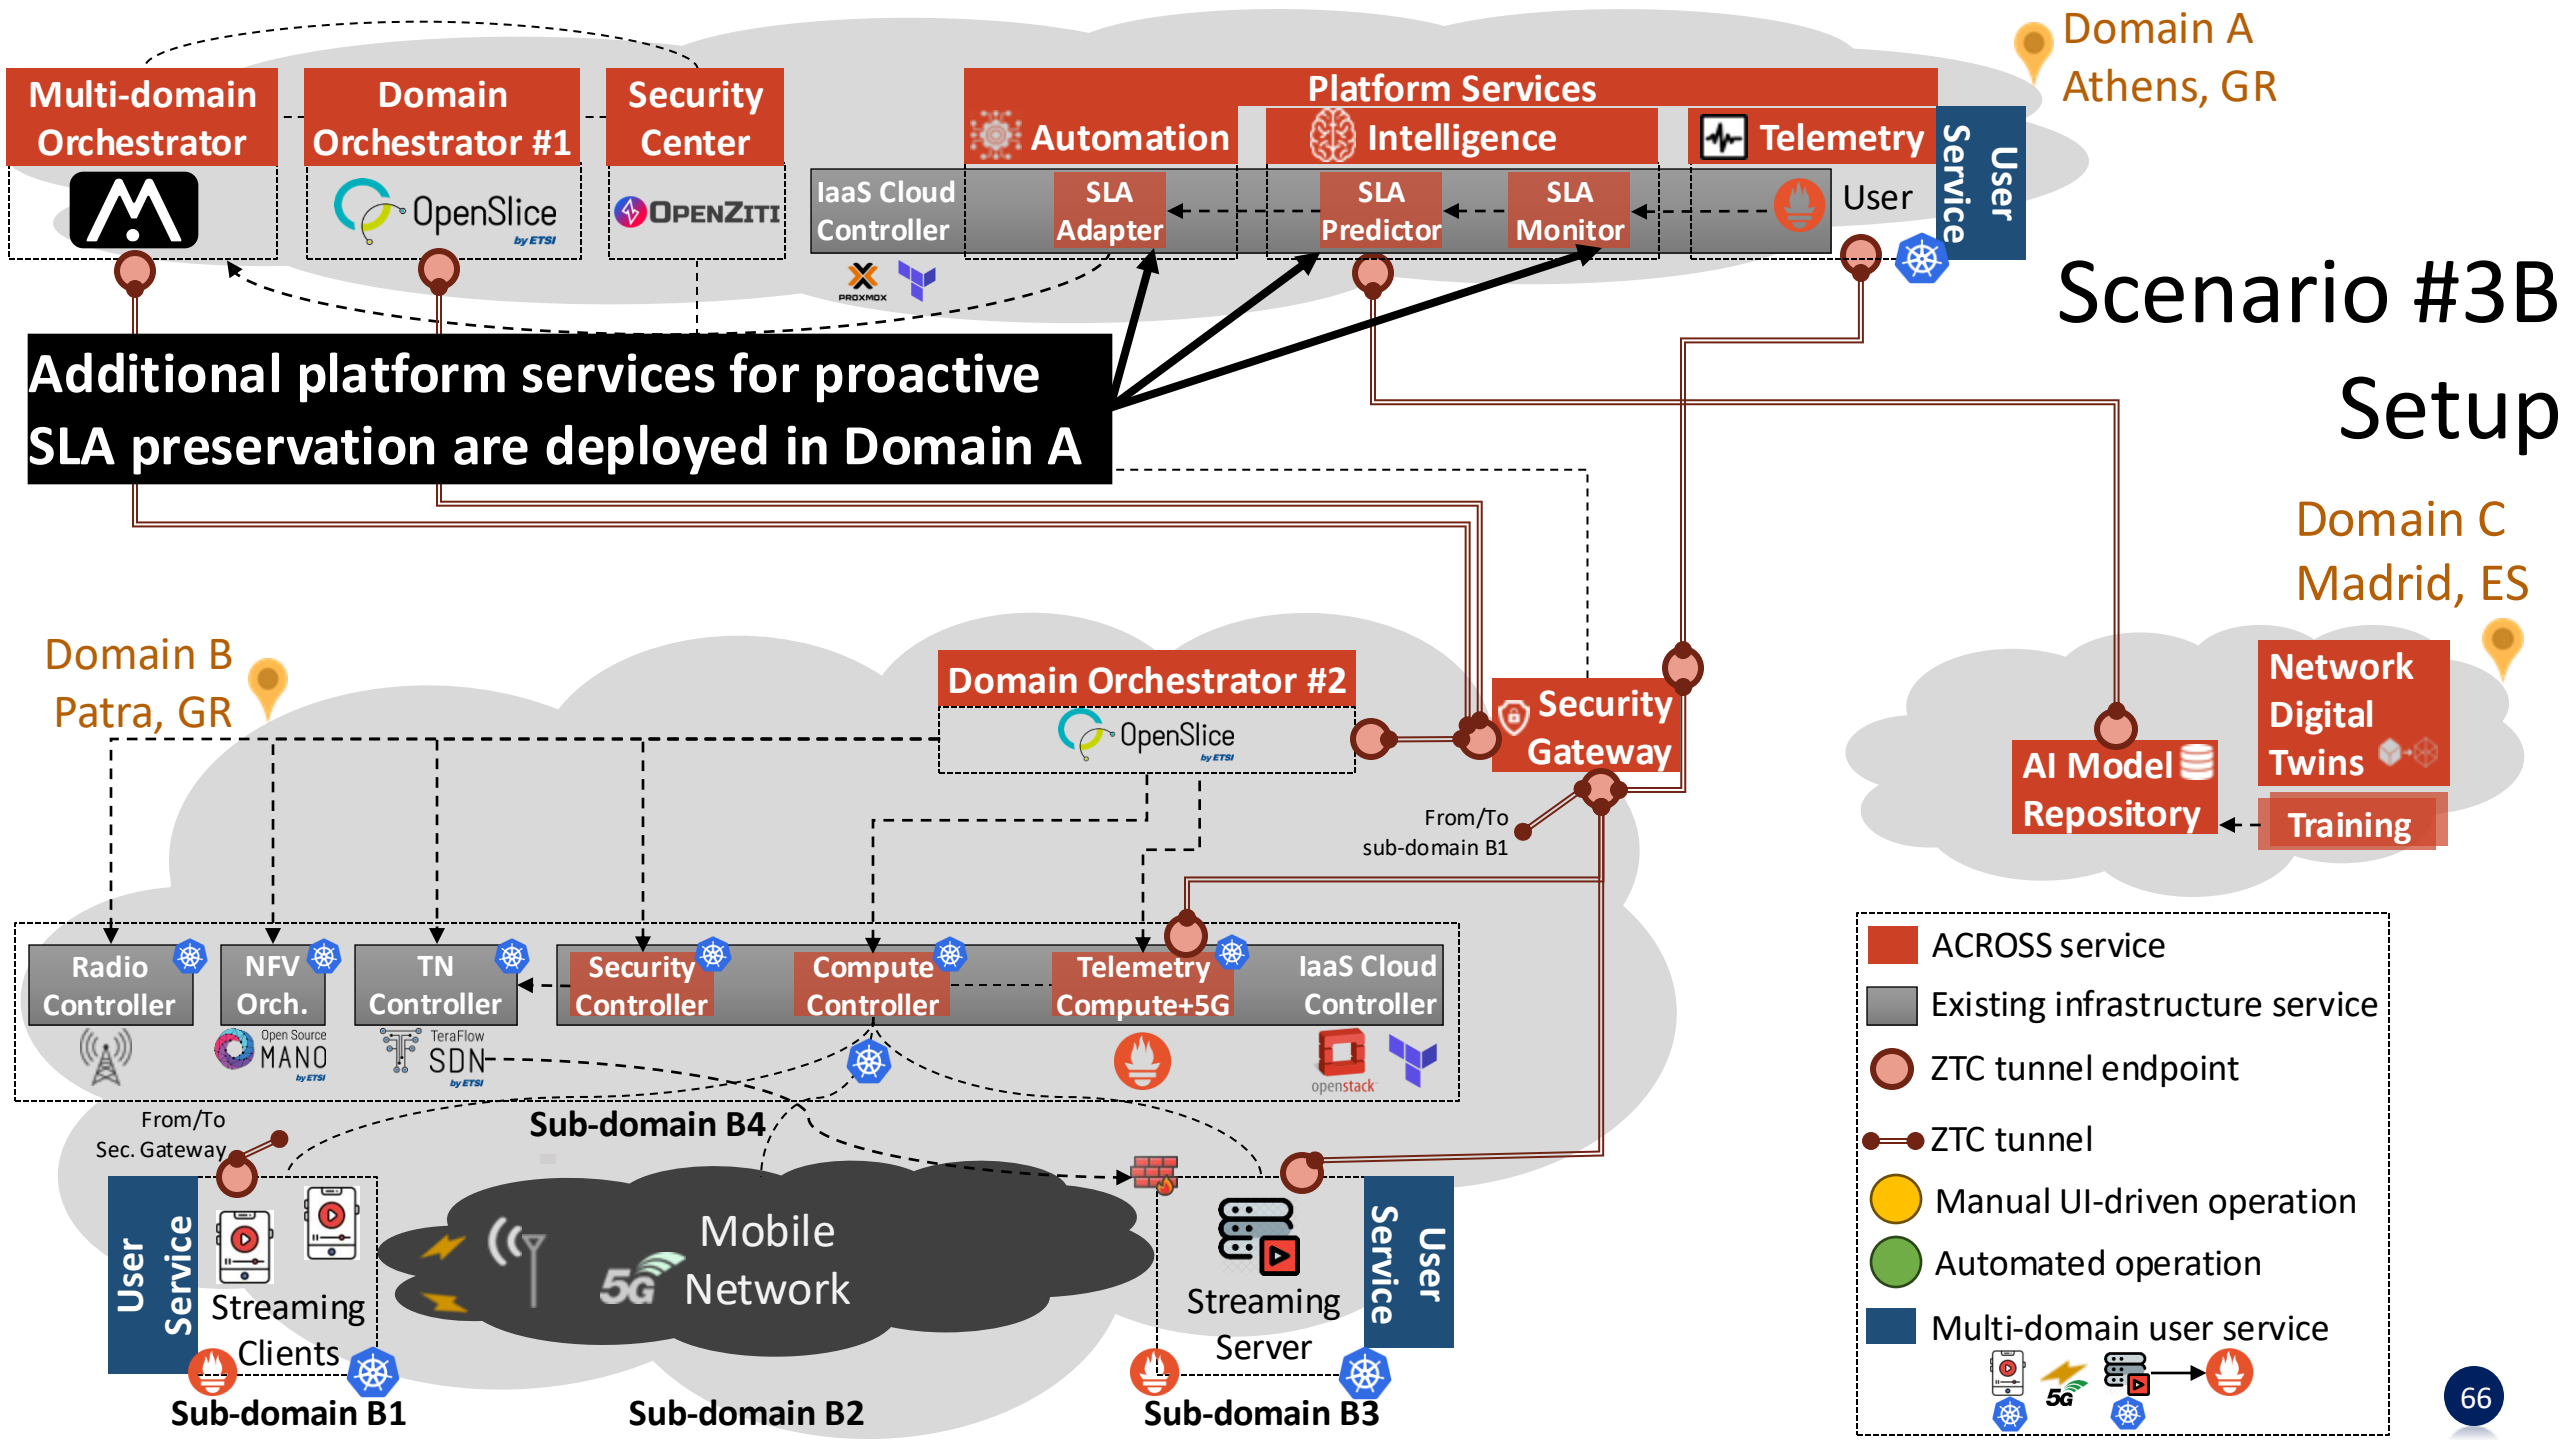 Domain A
Athens, GR
Multi-domain
Orchestrator
Domain
Orchestrator #1
Security
Center
Platform Services
Automation
Intelligence
Telemetry
User
Service
OpenSlice
by ETSI
OPENZITI
IaaS Cloud
Controller
SLA
Adapter
SLA
Predictor
SLA
Monitor
User
PROXMOX
Scenario #3B
Setup
Additional platform services for proactive
SLA preservation are deployed in Domain A
Domain C
Madrid, ES
Domain B
Patra, GR
Domain Orchestrator #2
OpenSlice
by ETSI
Security
Gateway
Network
Digital
Twins
AI Model
Repository
Training
From/To
sub-domain B1
Radio
Controller
NFV
Orch.
TN
Controller
Security
Controller
Compute
Controller
Telemetry
Compute+5G
IaaS Cloud
Controller
Open Source
MANO
by ETSI
TeraFlow
SDN
by ETSI
openstack
From/To
Sec. Gateway
Sub-domain B4
User
Service
Streaming
Clients
5G
Mobile
Network
Streaming
Server
User
Service
Sub-domain B1
Sub-domain B2
Sub-domain B3
ACROSS service
Existing infrastructure service
ZTC tunnel endpoint
ZTC tunnel
Manual UI-driven operation
Automated operation
Multi-domain user service
5G
66